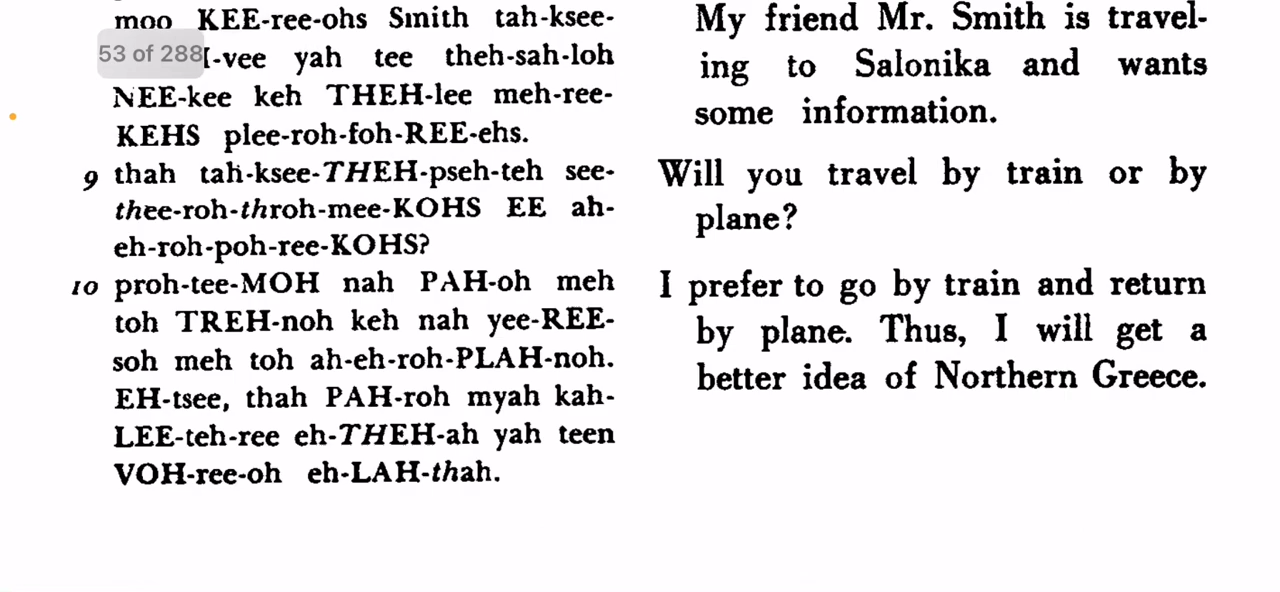 moo KEE-ree-ohs Smith tah-ksee-
53 of 288
yah tee theh-sah-loh
NEE-kee keh THEH-lee meh-ree-
KEHS plee-roh-foh-REE-ehs.
9 thah tah-ksee-THEH-pseh-teh see-
thee-roh-throh-mee-KOHS EE ah-
eh-roh-poh-ree-KOHS?
10 proh-tee-MOH nah PAH-oh meh
toh TREH-noh keh nah yee-REE-
soh meh toh ah-eh-roh-PLAH-noh.
EH-tsee, thah PAH-roh myah kah-
LEE-teh-ree eh-THEH-ah yah teen
VOH-ree-oh eh-LAH-thah.
My friend Mr. Smith is travel-
ing to Salonika and wants
some information.
Will you travel by train or by
plane?
I prefer to go by train and return
by plane. Thus, I will get a
better idea of Northern Greece.